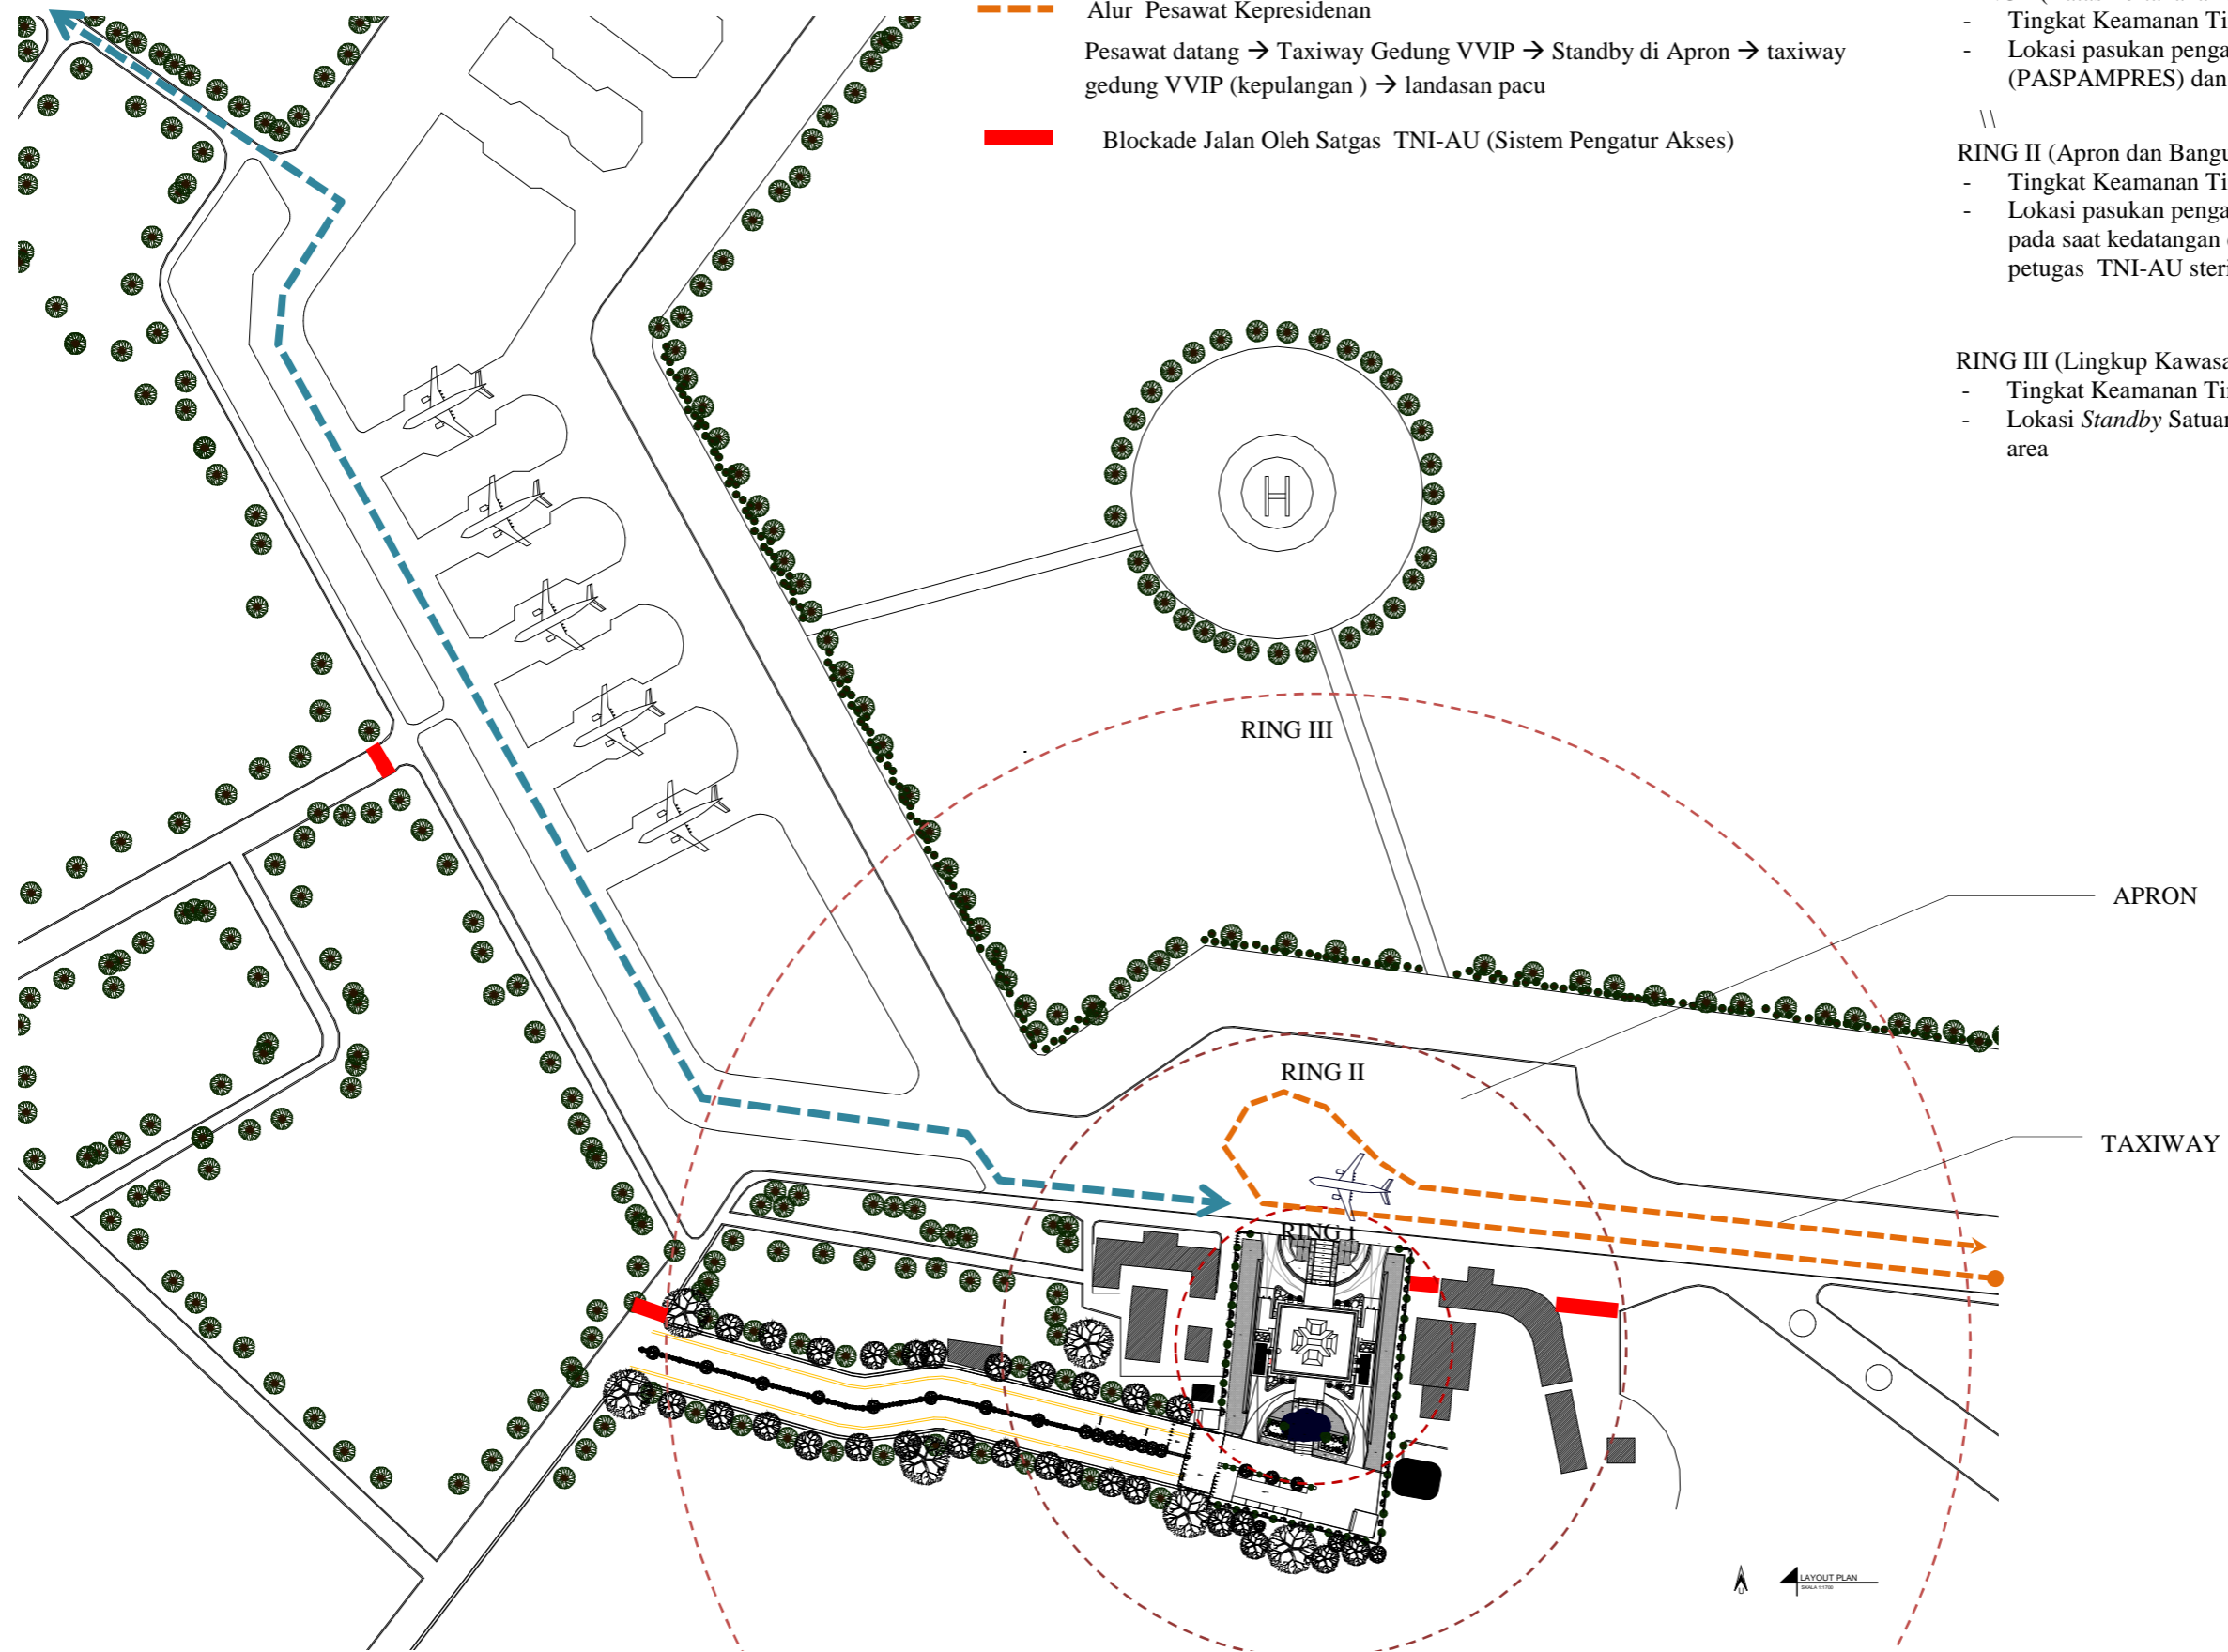 Alur Pesawat Kepresidenan
Pesawat datang → Taxiway Gedung VVIP → Standby di Apron → taxiway
gedung VVIP (kepulangan ) → landasan pacu
Blockade Jalan Oleh Satgas TNI-AU (Sistem Pengatur Akses)
- Tingkat Keamanan Ti
- Lokasi pasukan penga
(PASPAMPRES) dan
\\
RING II (Apron dan Bangu
- Tingkat Keamanan Ti
- Lokasi pasukan penga
pada saat kedatangan
petugas TNI-AU steri
RING III (Lingkup Kawasa
- Tingkat Keamanan Ti
- Lokasi Standby Satuan
area
H
RING III
APRON
RING II
TAXIWAY
RING I
U
LAYOUT PLAN
SKALA 1:1700